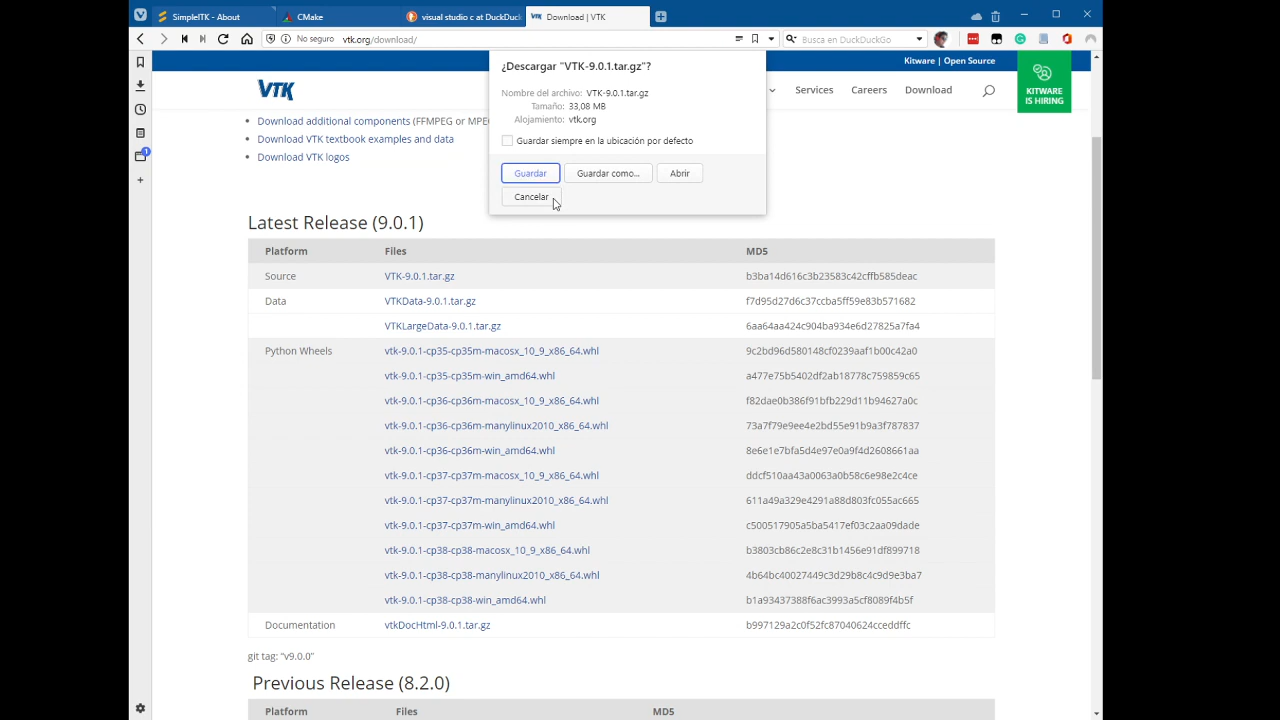 SimpleITK - About
CMake
visual studio c at DuckDuc
Download | VTK
No seguro
vtk.org/download/
Busca en DuckDuckGo
Kitware | Open Source
VTK
Services
Careers
Download
KITWARE
IS HIRING
¿Descargar "VTK-9.0.1.tar.gz"?
Nombre del archivo: VTK-9.0.1.tar.gz
Tamaño: 33,08 MB
Alojamiento: vtk.org
Guardar siempre en la ubicación por defecto
Guardar
Guardar como...
Abrir
Cancelar
Download additional components (FFMPEG or MPE
Download VTK textbook examples and data
Download VTK logos
1
Latest Release (9.0.1)
Platform Files MD5
Source VTK-9.0.1.tar.gz b3ba14d616c3b23583c42cffb585deac
Data VTKData-9.0.1.tar.gz f7d95d27d6c37ccba5ff59e83b571682
VTKLargeData-9.0.1.tar.gz 6aa64aa424c904ba934e6d27825a7fa4
Python Wheels vtk-9.0.1-cp35-cp35m-macosx_10_9_x86_64.whl 9c2bd96d580148cf0239aaf1b00c42a0
vtk-9.0.1-cp35-cp35m-win_amd64.whl a477e75b5402df2ab18778c759859c65
vtk-9.0.1-cp36-cp36m-macosx_10_9_x86_64.whl f82dae0b386f91bfb229d11b94627a0c
vtk-9.0.1-cp36-cp36m-manylinux2010_x86_64.whl 73a7f79e9ee4e2bd55e91b9a3f787837
vtk-9.0.1-cp36-cp36m-win_amd64.whl 8e6e1e7bfa5d4e97e0a9f4d2608661aa
vtk-9.0.1-cp37-cp37m-macosx_10_9_x86_64.whl ddcf510aa43a0063a0b58c6e98e2c4ce
vtk-9.0.1-cp37-cp37m-manylinux2010_x86_64.whl 611a49a329e4291a88d803fc055ac665
vtk-9.0.1-cp37-cp37m-win_amd64.whl c500517905a5ba5417ef03c2aa09dade
vtk-9.0.1-cp38-cp38-macosx_10_9_x86_64.whl b3803cb86c2e8c31b1456e91df899718
vtk-9.0.1-cp38-cp38-manylinux2010_x86_64.whl 4b64bc40027449c3d29b8c4c9d9e3ba7
vtk-9.0.1-cp38-cp38-win_amd64.whl b1a93437388f6ac3993a5cf8089f4b5f
Documentation vtkDocHtml-9.0.1.tar.gz b997129a2c0f52fc87040624cceddffc
git tag: "v9.0.0"
Previous Release (8.2.0)
Platform Files MD5